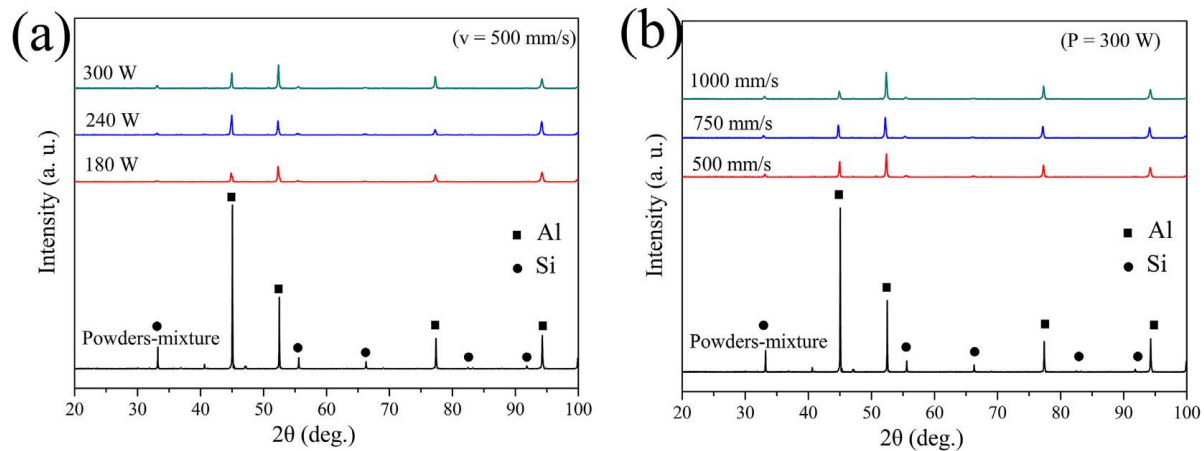 (a)
(v = 500 mm/s)
300 W
240 W
180 W
Al
Si
Powders-mixture
Intensity (a. u.)
20 30 40 50 60 70 80 90 100
2θ (deg.)
(b)
(P = 300 W)
1000 mm/s
750 mm/s
500 mm/s
Al
Si
Powders-mixture
Intensity (a. u.)
20 30 40 50 60 70 80 90 100
2θ (deg.)